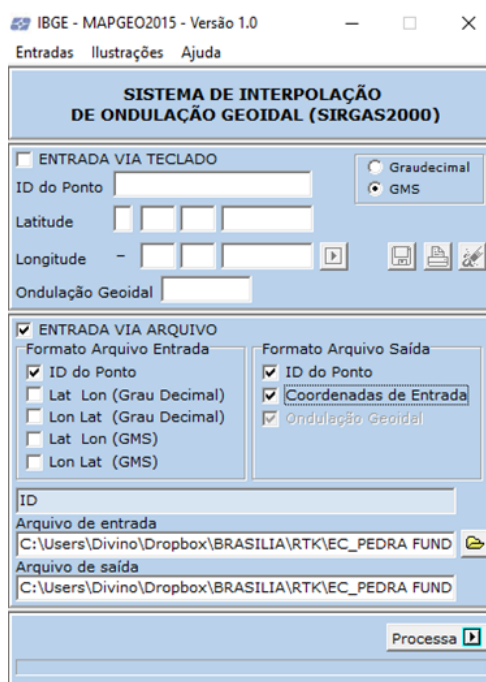 IBGE - MAPGEO2015 - Versão 1.0
Entradas Ilustrações Ajuda
SISTEMA DE INTERPOLAÇÃO
DE ONDULAÇÃO GEOIDAL (SIRGAS2000)
ENTRADA VIA TECLADO
ID do Ponto
Graudecimal
GMS
Latitude
Longitude -
Ondulação Geoidal
ENTRADA VIA ARQUIVO
Formato Arquivo Entrada
ID do Ponto
Lat Lon (Grau Decimal)
Lon Lat (Grau Decimal)
Lat Lon (GMS)
Lon Lat (GMS)
Formato Arquivo Saída
ID do Ponto
Coordenadas de Entrada
Ondulação Geoidal
ID
Arquivo de entrada
C:\Users\Divino\Dropbox\BRASILIA\RTK\EC_PEDRA FUND
Arquivo de saída
C:\Users\Divino\Dropbox\BRASILIA\RTK\EC_PEDRA FUND
Processa